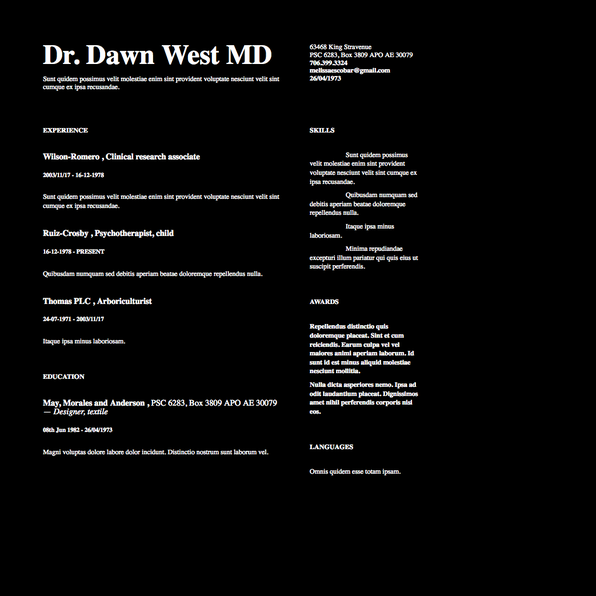 Dr. Dawn West MD
Sunt quidem possimus velit molestiae enim sint provident voluptate nesciunt velit sint
cumque ex ipsa recusandae.
63468 King Stravenue
PSC 6283, Box 3809 APO AE 30079
706.399.3324
melissaescobar@gmail.com
26/04/1973
EXPERIENCE
Wilson-Romero , Clinical research associate
2003/11/17 - 16-12-1978
Sunt quidem possimus velit molestiae enim sint provident voluptate nesciunt velit sint
cumque ex ipsa recusandae.
Ruiz-Crosby , Psychotherapist, child
16-12-1978 - PRESENT
Quibusdam numquam sed debitis aperiam beatae doloremque repellendus nulla.
Thomas PLC , Arboriculturist
24-07-1971 - 2003/11/17
Itaque ipsa minus laboriosam.
EDUCATION
May, Morales and Anderson , PSC 6283, Box 3809 APO AE 30079
— Designer, textile
08th Jun 1982 - 26/04/1973
Magni voluptas dolore labore dolor incidunt. Distinctio nostrum sunt laborum vel.
SKILLS
Sunt quidem possimus
velit molestiae enim sint provident
voluptate nesciunt velit sint cumque ex
ipsa recusandae.
Quibusdam numquam sed
debitis aperiam beatae doloremque
repellendus nulla.
Itaque ipsa minus
laboriosam.
Minima repudiandae
excepturi illum pariatur qui quis eius ut
suscipit perferendis.
AWARDS
Repellendus distinctio quis
doloremque placeat. Sint et cum
reiciendis. Earum culpa vel vel
maiores animi aperiam laborum. Id
sunt id est minus aliquid molestiae
nesciunt mollitia.
Nulla dicta asperiores nemo. Ipsa ad
odit laudantium placeat. Dignissimos
amet nihil perferendis corporis nisi
eos.
LANGUAGES
Omnis quidem esse totam ipsam.